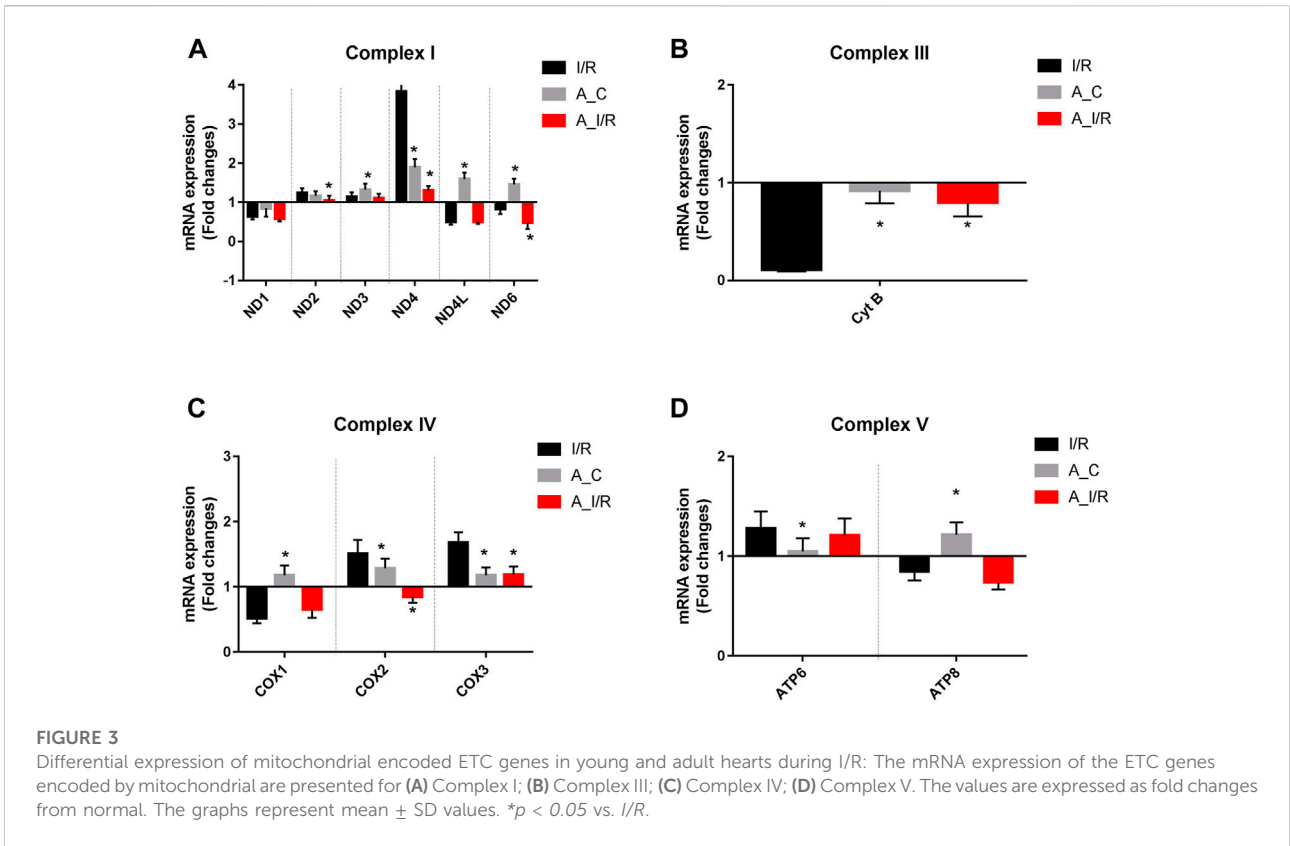 A
Complex I
I/R
A_C
A_I/R
mRNA expression
(Fold changes)
4
3
2
1
0
-1
*
*
*
*
*
*
*
*
ND1
ND2
ND3
ND4
ND4L
ND6
B
Complex III
I/R
A_C
A_I/R
mRNA expression
(Fold changes)
2
1
0
*
*
Cyt B
C
Complex IV
I/R
A_C
A_I/R
mRNA expression
(Fold changes)
3
2
1
0
*
*
*
*
*
COX1
COX2
COX3
D
Complex V
I/R
A_C
A_I/R
mRNA expression
(Fold changes)
2
1
0
*
*
ATP6
ATP8
FIGURE 3
Differential expression of mitochondrial encoded ETC genes in young and adult hearts during I/R: The mRNA expression of the ETC genes
encoded by mitochondrial are presented for (A) Complex I; (B) Complex III; (C) Complex IV; (D) Complex V. The values are expressed as fold changes
from normal. The graphs represent mean ± SD values. *p < 0.05 vs. I/R.